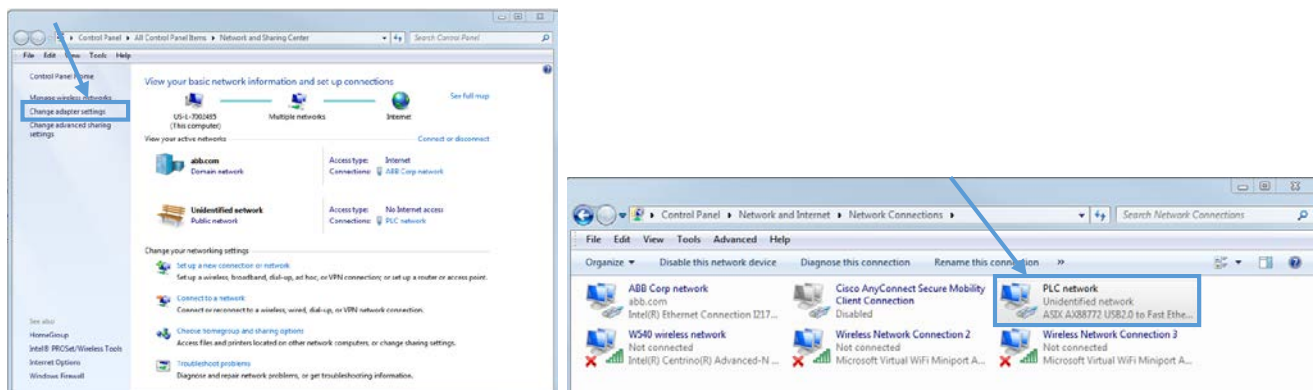 Control Panel ▸ All Control Panel Items ▸ Network and Sharing Center
Search Control Panel
File Edit View Tools Help
Control Panel Home
Manage wireless networks
Change adapter settings
Change advanced sharing
settings
See also
HomeGroup
Intel® PROSet/Wireless Tools
Internet Options
Windows Firewall
View your basic network information and set up connections
See full map
US-L-7002485
(This computer)
Multiple networks
Internet
View your active networks
Connect or disconnect
abb.com
Domain network
Access type: Internet
Connections: ABB Corp network
Unidentified network
Public network
Access type: No Internet access
Connections: PLC network
Change your networking settings
Set up a new connection or network
Set up a wireless, broadband, dial-up, ad hoc, or VPN connection; or set up a router or access point.
Connect to a network
Connect or reconnect to a wireless, wired, dial-up, or VPN network connection.
Choose homegroup and sharing options
Access files and printers located on other network computers, or change sharing settings.
Troubleshoot problems
Diagnose and repair network problems, or get troubleshooting information.
Control Panel ▸ Network and Internet ▸ Network Connections ▸
Search Network Connections
File Edit View Tools Advanced Help
Organize Disable this network device Diagnose this connection Rename this connection »
ABB Corp network
abb.com
Intel(R) Ethernet Connection I217...
Cisco AnyConnect Secure Mobility
Client Connection
Disabled
PLC network
Unidentified network
ASIX AX88772 USB2.0 to Fast Ethe...
W540 wireless network
Not connected
Intel(R) Centrino(R) Advanced-N ...
Wireless Network Connection 2
Not connected
Microsoft Virtual WiFi Miniport A...
Wireless Network Connection 3
Not connected
Microsoft Virtual WiFi Miniport A...